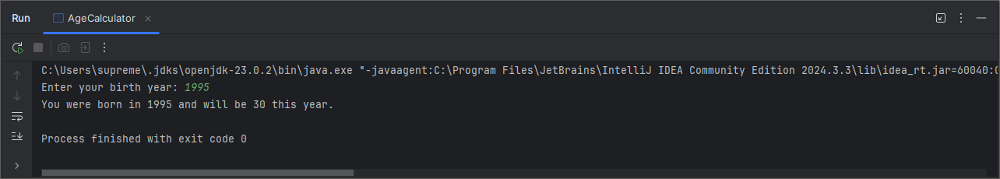 Run AgeCalculator
C:\Users\supreme\.jdks\openjdk-23.0.2\bin\java.exe "-javaagent:C:\Program Files\JetBrains\IntelliJ IDEA Community Edition 2024.3.3\lib\idea_rt.jar=60040:C
Enter your birth year: 1995
You were born in 1995 and will be 30 this year.
Process finished with exit code 0